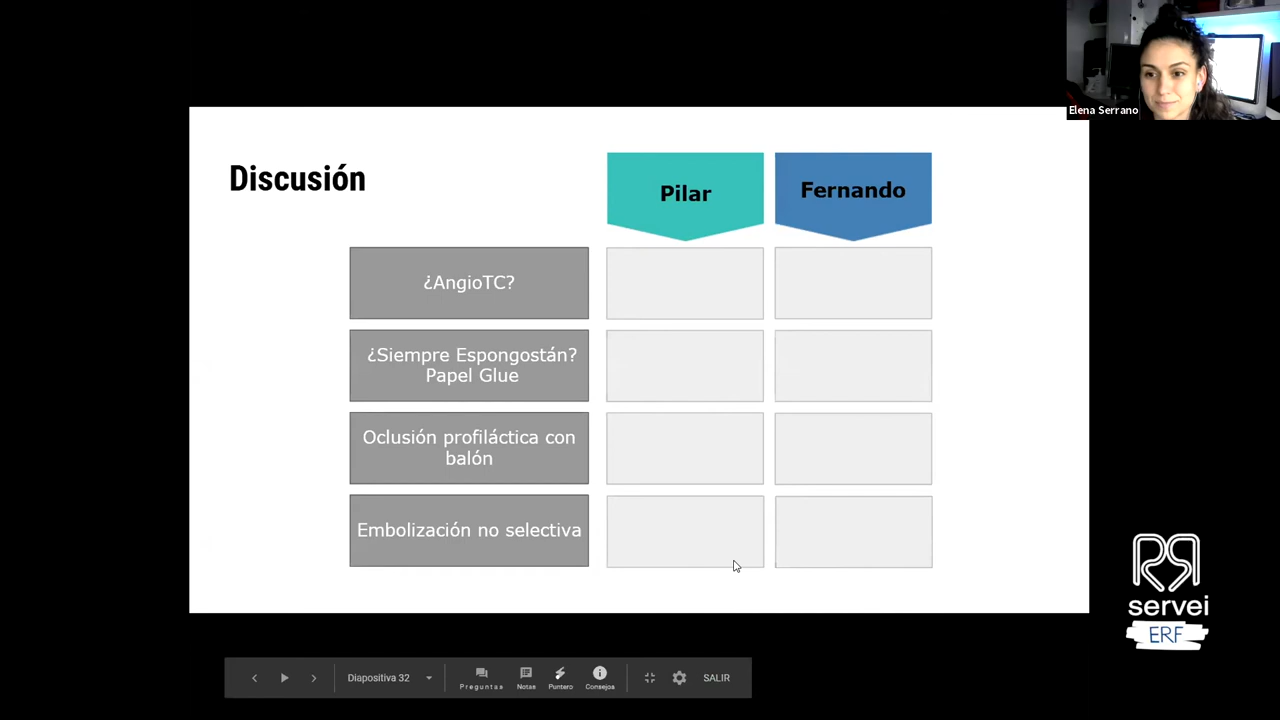 Elena Serrano
Discusión
Pilar
Fernando
¿AngioTC?
¿Siempre Espongostán?
Papel Glue
Oclusión profiláctica con
balón
Embolización no selectiva
servei
ERF
Diapositiva 32
Preguntas
Notas
Puntero
Consejos
SALIR